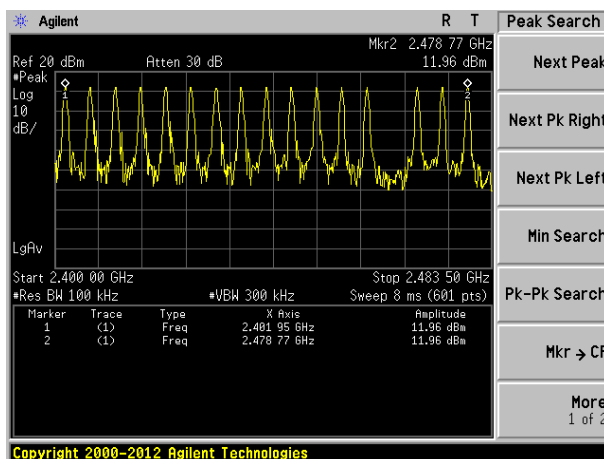 Agilent R T Peak Search
Mkr2 2.478 77 GHz
Ref 20 dBm Atten 30 dB 11.96 dBm
#Peak
Log
10
dB/
1 2
LgAv
Start 2.400 00 GHz Stop 2.483 50 GHz
#Res BW 100 kHz #VBW 300 kHz Sweep 8 ms (601 pts)
Marker Trace Type X Axis Amplitude
1 (1) Freq 2.401 95 GHz 11.96 dBm
2 (1) Freq 2.478 77 GHz 11.96 dBm
Copyright 2000-2012 Agilent Technologies
Next Peak
Next Pk Right
Next Pk Left
Min Search
Pk-Pk Search
Mkr → CF
More
1 of 2